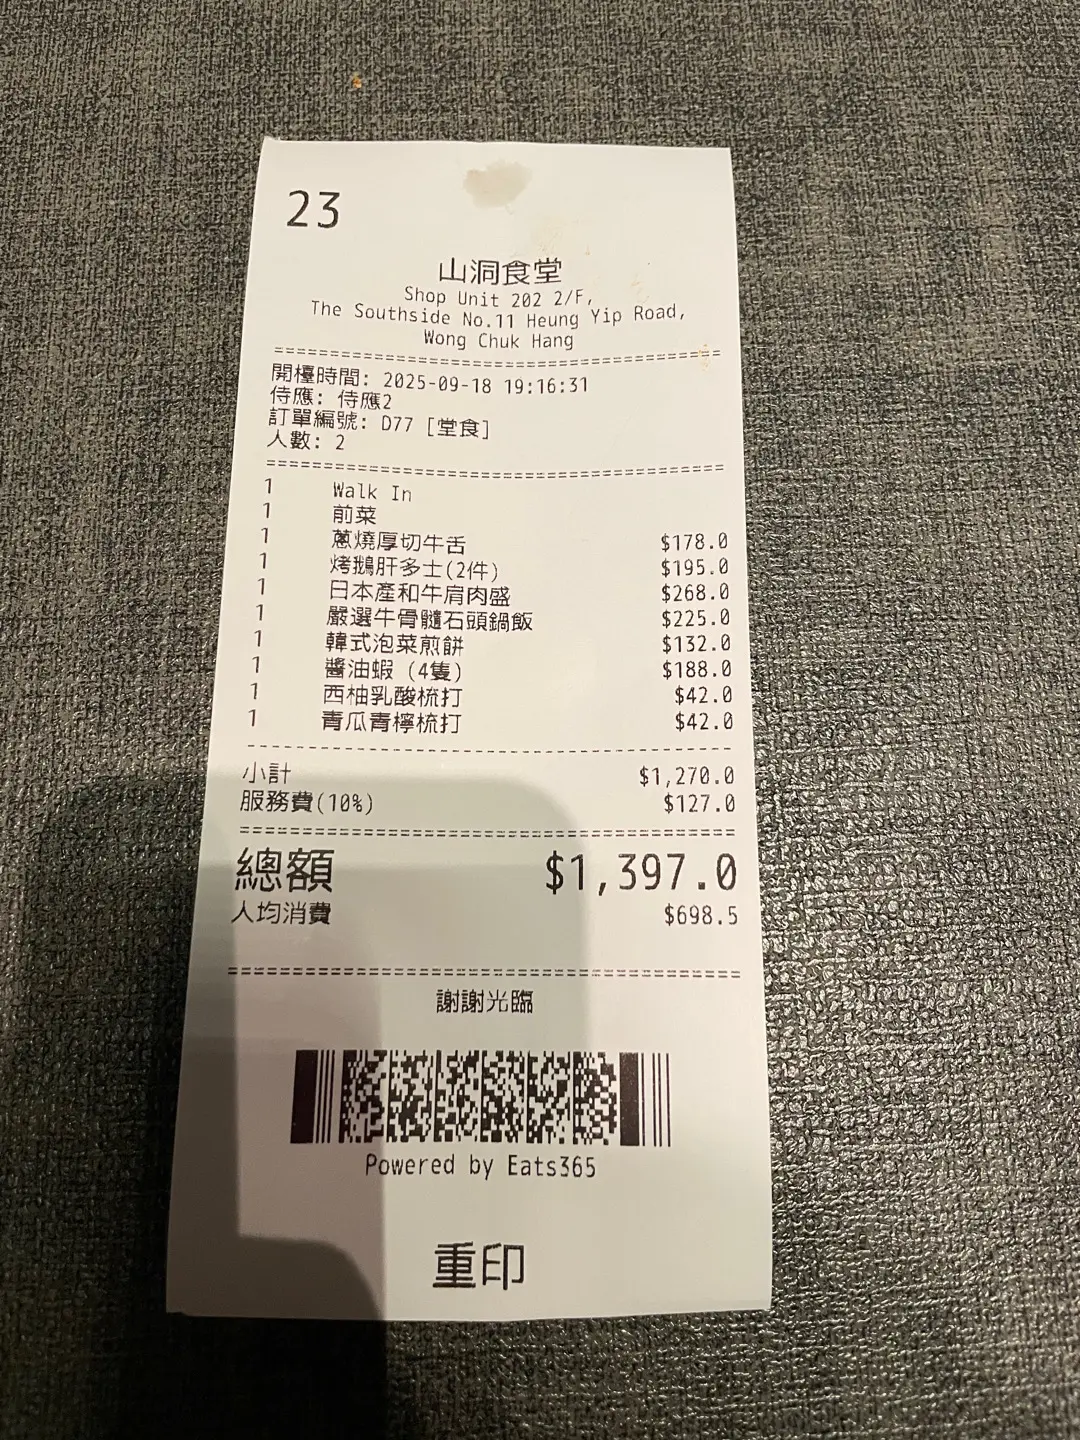 23
山洞食堂
Shop Unit 202 2/F,
The Southside No.11 Heung Yip Road,
Wong Chuk Hang
開檯時間: 2025-09-18 19:16:31
侍應: 侍應2
訂單編號: D77 [堂食]
人數: 2
1 Walk In
1 前菜
1 蔥燒厚切牛舌 $178.0
1 烤鵝肝多士(2件) $195.0
1 日本產和牛肩肉盛 $268.0
1 嚴選牛骨髓石頭鍋飯 $225.0
1 韓式泡菜煎餅 $132.0
1 醬油蝦 (4隻) $188.0
1 西柚乳酸梳打 $42.0
1 青瓜青檸梳打 $42.0
小計 $1,270.0
服務費(10%) $127.0
總額 $1,397.0
人均消費 $698.5
謝謝光臨
Powered by Eats365
重印